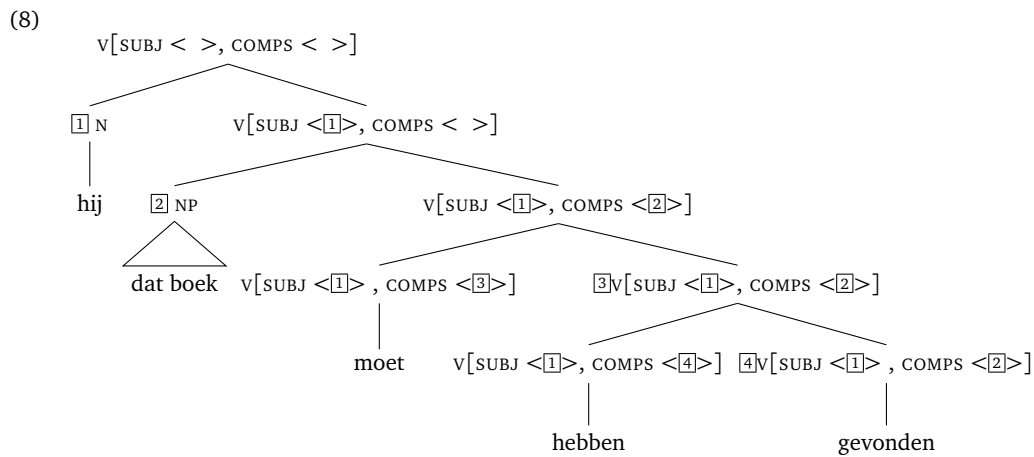 (8)
V[SUBJ < >, COMPS < >]
1 N V[SUBJ <1>, COMPS < >]
hij 2 NP V[SUBJ <1>, COMPS <2>]
dat boek V[SUBJ <1> , COMPS <3>] 3V[SUBJ <1>, COMPS <2>]
moet V[SUBJ <1>, COMPS <4>] 4V[SUBJ <1> , COMPS <2>]
hebben gevonden